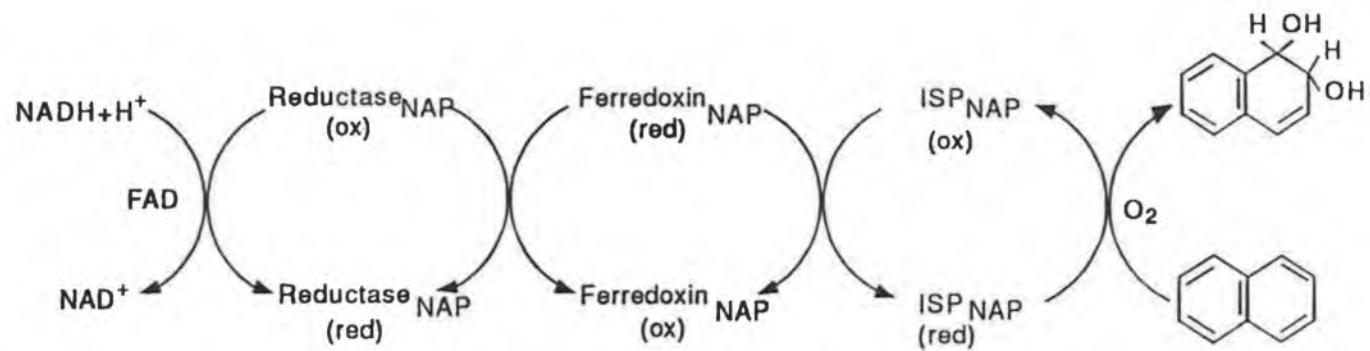 H OH
H
OH
NADH+H⁺
Reductase NAP
(ox)
Ferredoxin NAP
(red)
ISP NAP
(ox)
FAD
O₂
NAD⁺
Reductase NAP
(red)
Ferredoxin NAP
(ox)
ISP NAP
(red)